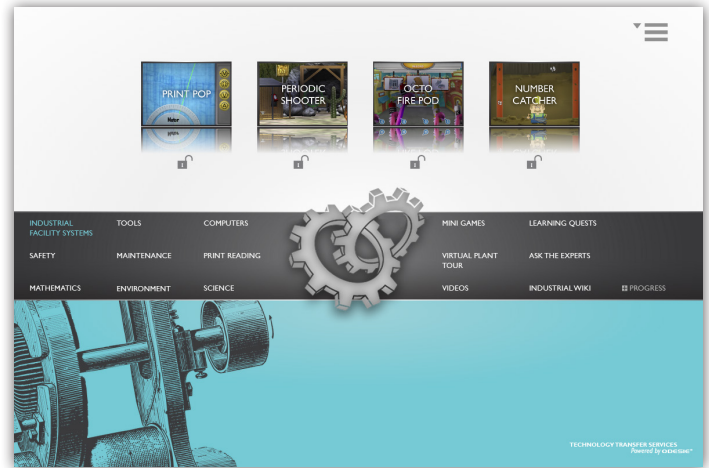 PRINT POP
PERIODIC
SHOOTER
OCTO
FIRE POD
NUMBER
CATCHER
INDUSTRIAL
FACILITY SYSTEMS
TOOLS
COMPUTERS
MINI GAMES
LEARNING QUESTS
SAFETY
MAINTENANCE
PRINT READING
VIRTUAL PLANT
TOUR
ASK THE EXPERTS
MATHEMATICS
ENVIRONMENT
SCIENCE
VIDEOS
INDUSTRIAL WIKI
PROGRESS
TECHNOLOGY TRANSFER SERVICES
Powered by